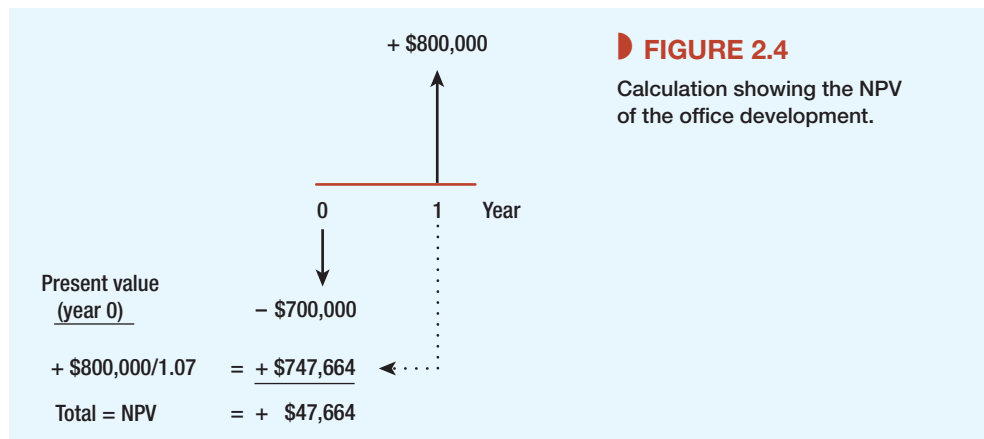 + $800,000
FIGURE 2.4
Calculation showing the NPV
of the office development.
0 1 Year
Present value
(year 0) – $700,000
+ $800,000/1.07 = + $747,664
Total = NPV = + $47,664